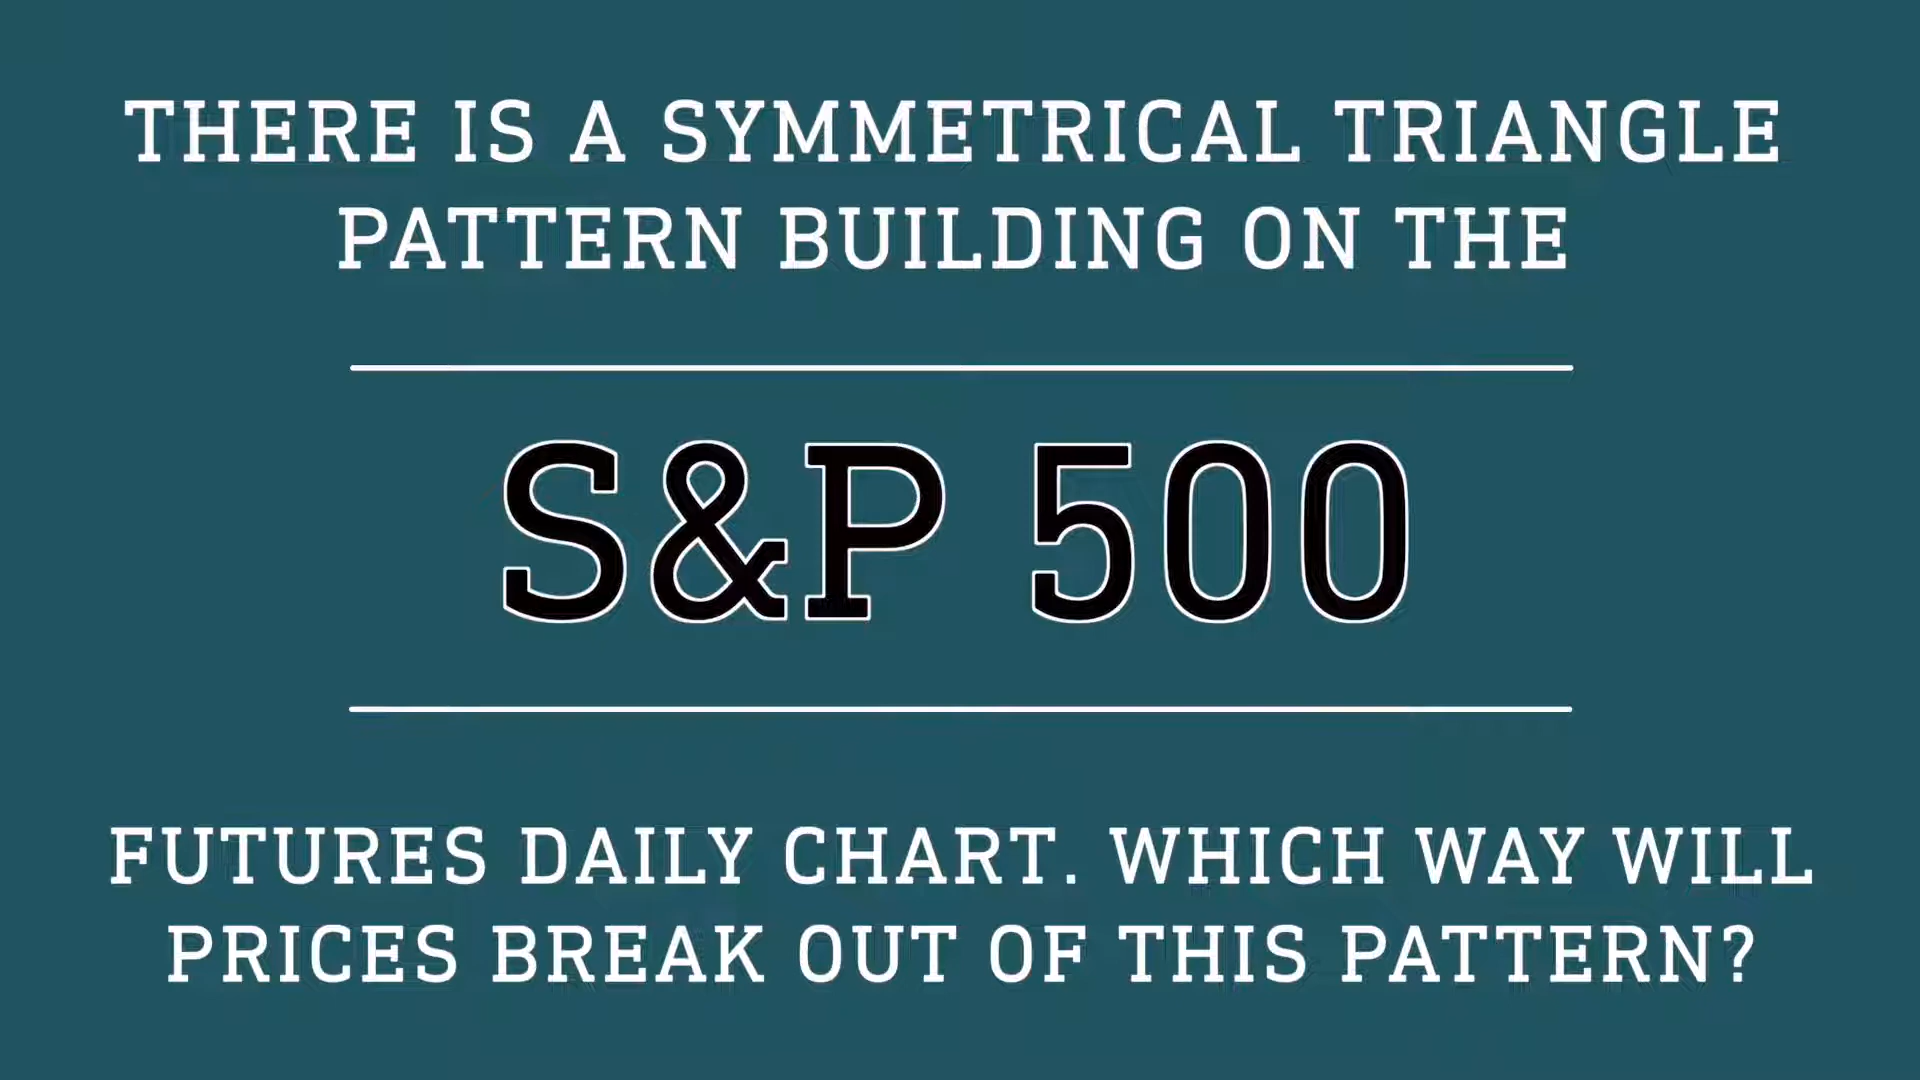 THERE IS A SYMMETRICAL TRIANGLE
PATTERN BUILDING ON THE
S&P 500
FUTURES DAILY CHART. WHICH WAY WILL
PRICES BREAK OUT OF THIS PATTERN?